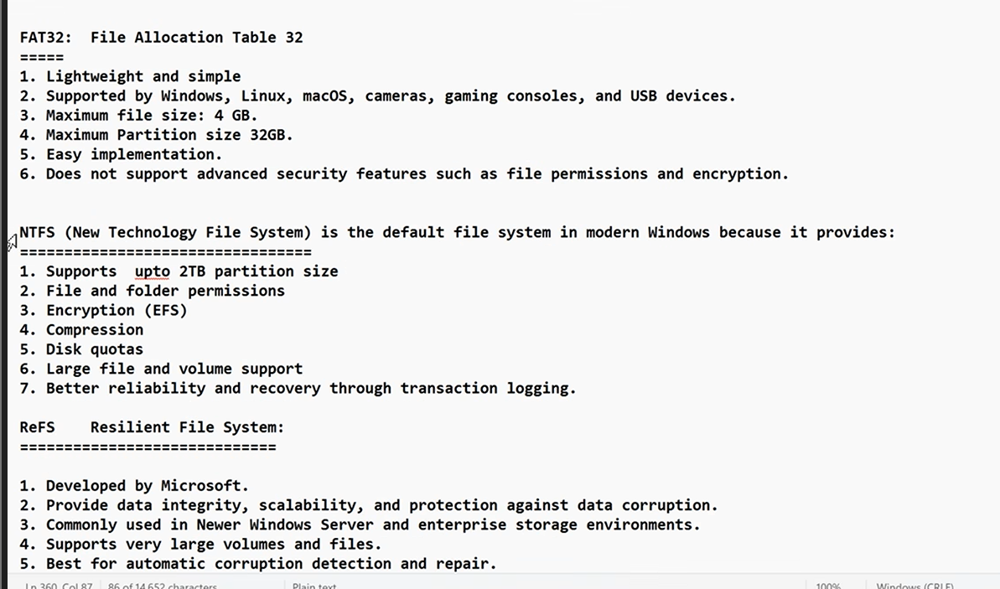 FAT32:  File Allocation Table 32
=====
1. Lightweight and simple
2. Supported by Windows, Linux, macOS, cameras, gaming consoles, and USB devices.
3. Maximum file size: 4 GB.
4. Maximum Partition size 32GB.
5. Easy implementation.
6. Does not support advanced security features such as file permissions and encryption.
NTFS (New Technology File System) is the default file system in modern Windows because it provides:
=================================
1. Supports  upto 2TB partition size
2. File and folder permissions
3. Encryption (EFS)
4. Compression
5. Disk quotas
6. Large file and volume support
7. Better reliability and recovery through transaction logging.
ReFS    Resilient File System:
=============================
1. Developed by Microsoft.
2. Provide data integrity, scalability, and protection against data corruption.
3. Commonly used in Newer Windows Server and enterprise storage environments.
4. Supports very large volumes and files.
5. Best for automatic corruption detection and repair.
Ln 360, Col 87 86 of 14,652 characters Plain text 100% Windows (CRLF)